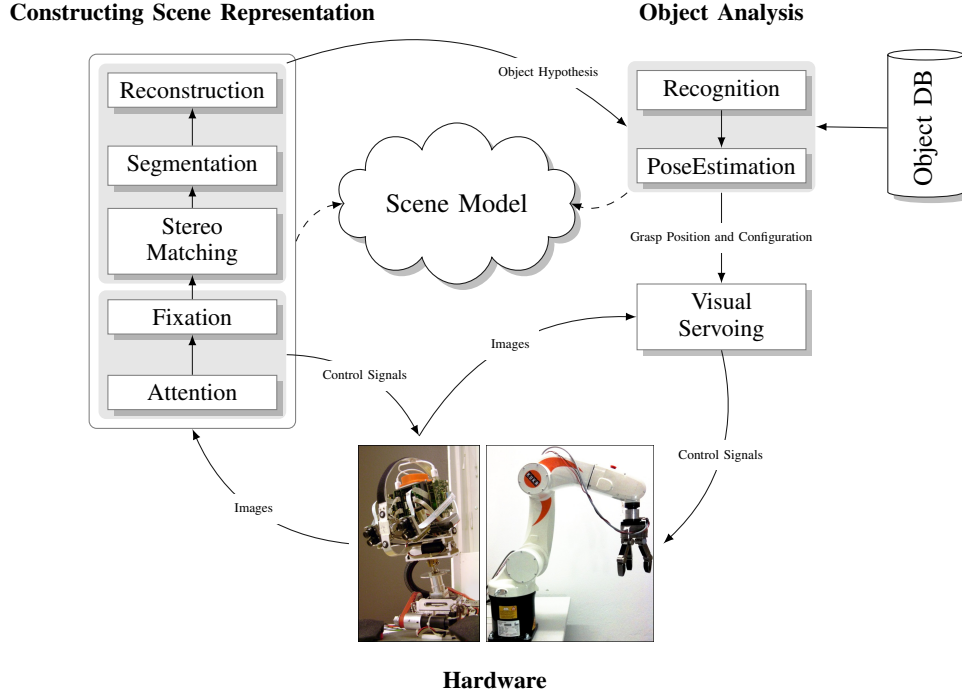 Constructing Scene Representation
Object Analysis
Reconstruction
Segmentation
Stereo
Matching
Fixation
Attention
Object Hypothesis
Scene Model
Recognition
PoseEstimation
Object DB
Grasp Position and Configuration
Visual
Servoing
Images
Control Signals
Control Signals
Images
Hardware